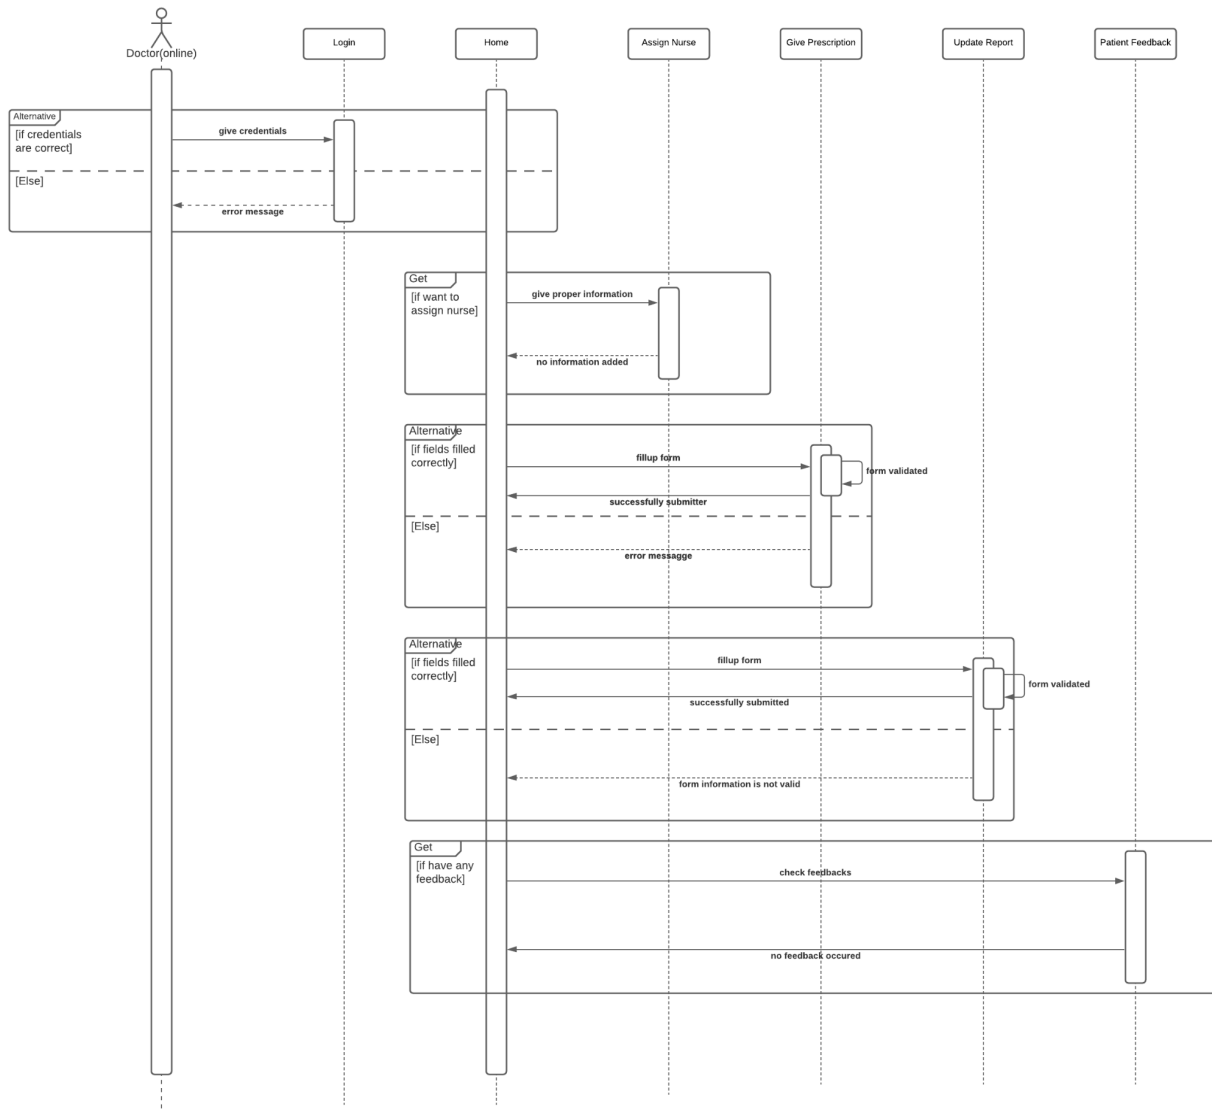 Doctor(online)
Login
Home
Assign Nurse
Give Prescription
Update Report
Patient Feedback
Alternative
[if credentials
are correct]
give credentials
[Else]
error message
Get
[if want to
assign nurse]
give proper information
no information added
Alternative
[if fields filled
correctly]
fillup form
form validated
successfully submitter
[Else]
error messagge
Alternative
[if fields filled
correctly]
fillup form
form validated
successfully submitted
[Else]
form information is not valid
Get
[if have any
feedback]
check feedbacks
no feedback occured